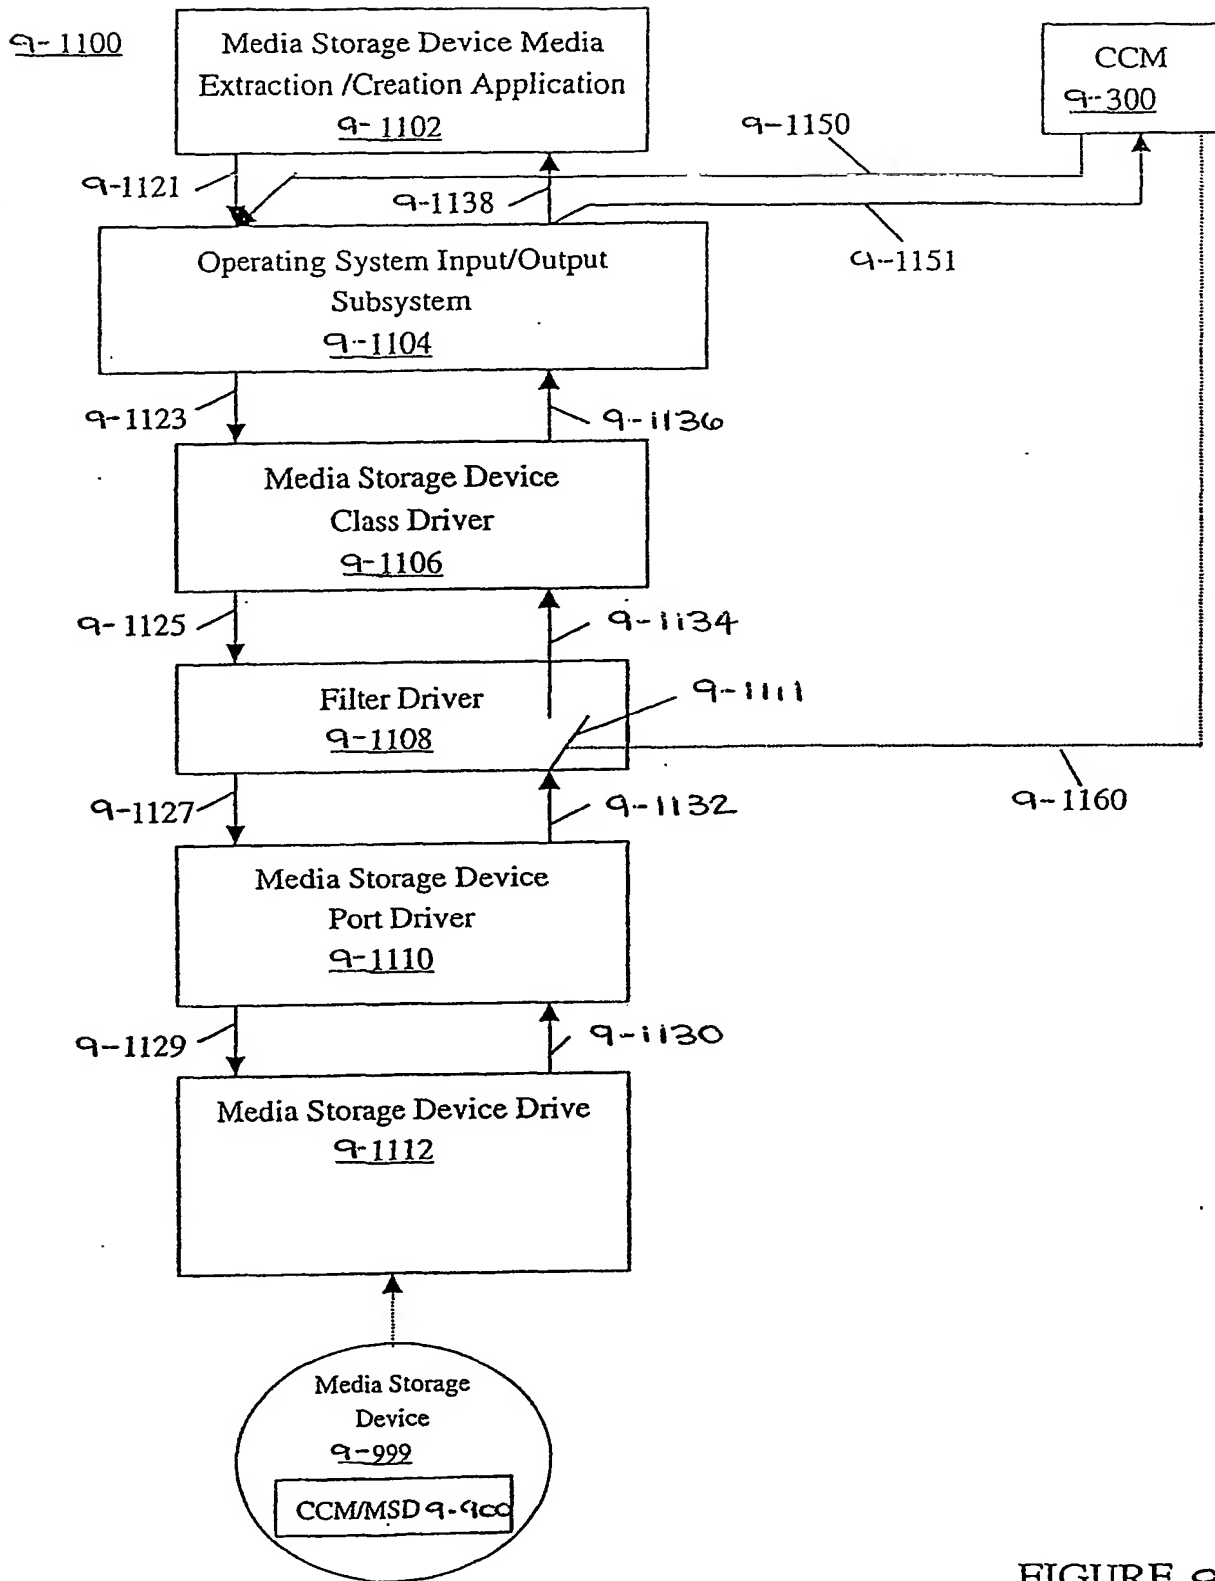 9-1100
Media Storage Device Media
Extraction /Creation Application
9-1102
CCM
9-300
9-1150
9-1121
9-1138
9-1151
Operating System Input/Output
Subsystem
9-1104
9-1123
9-1136
Media Storage Device
Class Driver
9-1106
9-1125
9-1134
Filter Driver
9-1108
9-1111
9-1127
9-1132
9-1160
Media Storage Device
Port Driver
9-1110
9-1129
9-1130
Media Storage Device Drive
9-1112
Media Storage
Device
9-999
CCM/MSD 9-900
FIGURE 9